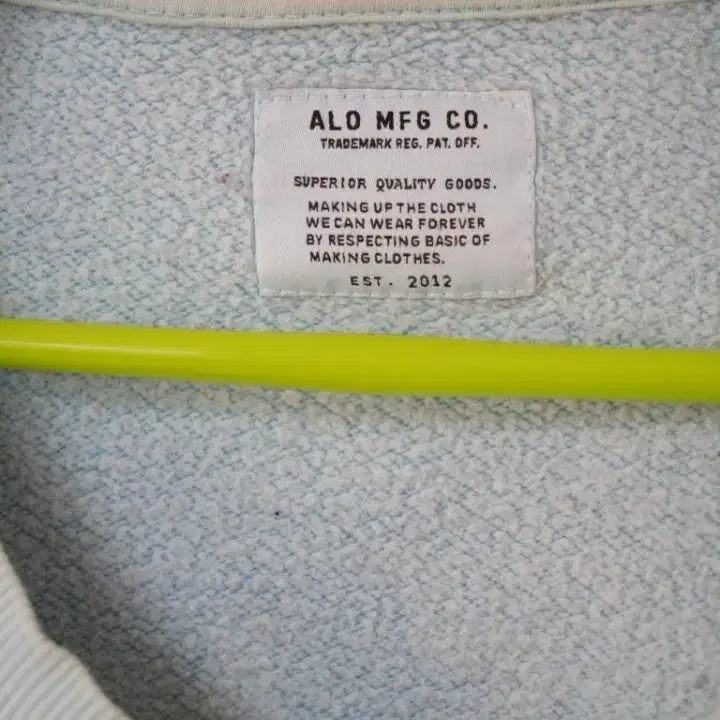 ALO MFG CO.
TRADEMARK REG. PAT. OFF.
SUPERIOR QUALITY GOODS.
MAKING UP THE CLOTH
WE CAN WEAR FOREVER
BY RESPECTING BASIC OF
MAKING CLOTHES.
EST. 2012